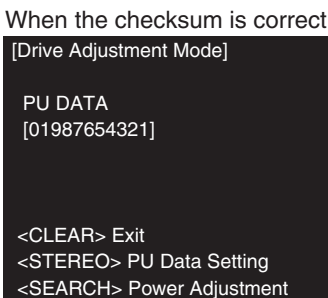 When the checksum is correct
[Drive Adjustment Mode]
PU DATA
[01987654321]
<CLEAR> Exit
<STEREO> PU Data Setting
<SEARCH> Power Adjustment